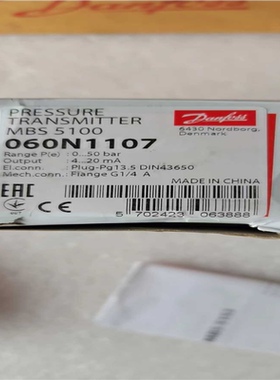 PRESSURE
TRANSMITTER
MBS 5100
060N1107
Range P(e) : 0...50 bar
Output : 4...20 mA
El.conn. : Plug-Pg13.5 DIN43650
Mech.conn : Flange G1/4 A
Danfoss
6430 Nordborg,
Denmark
EAC
CE
MADE IN CHINA
5 702423 063888